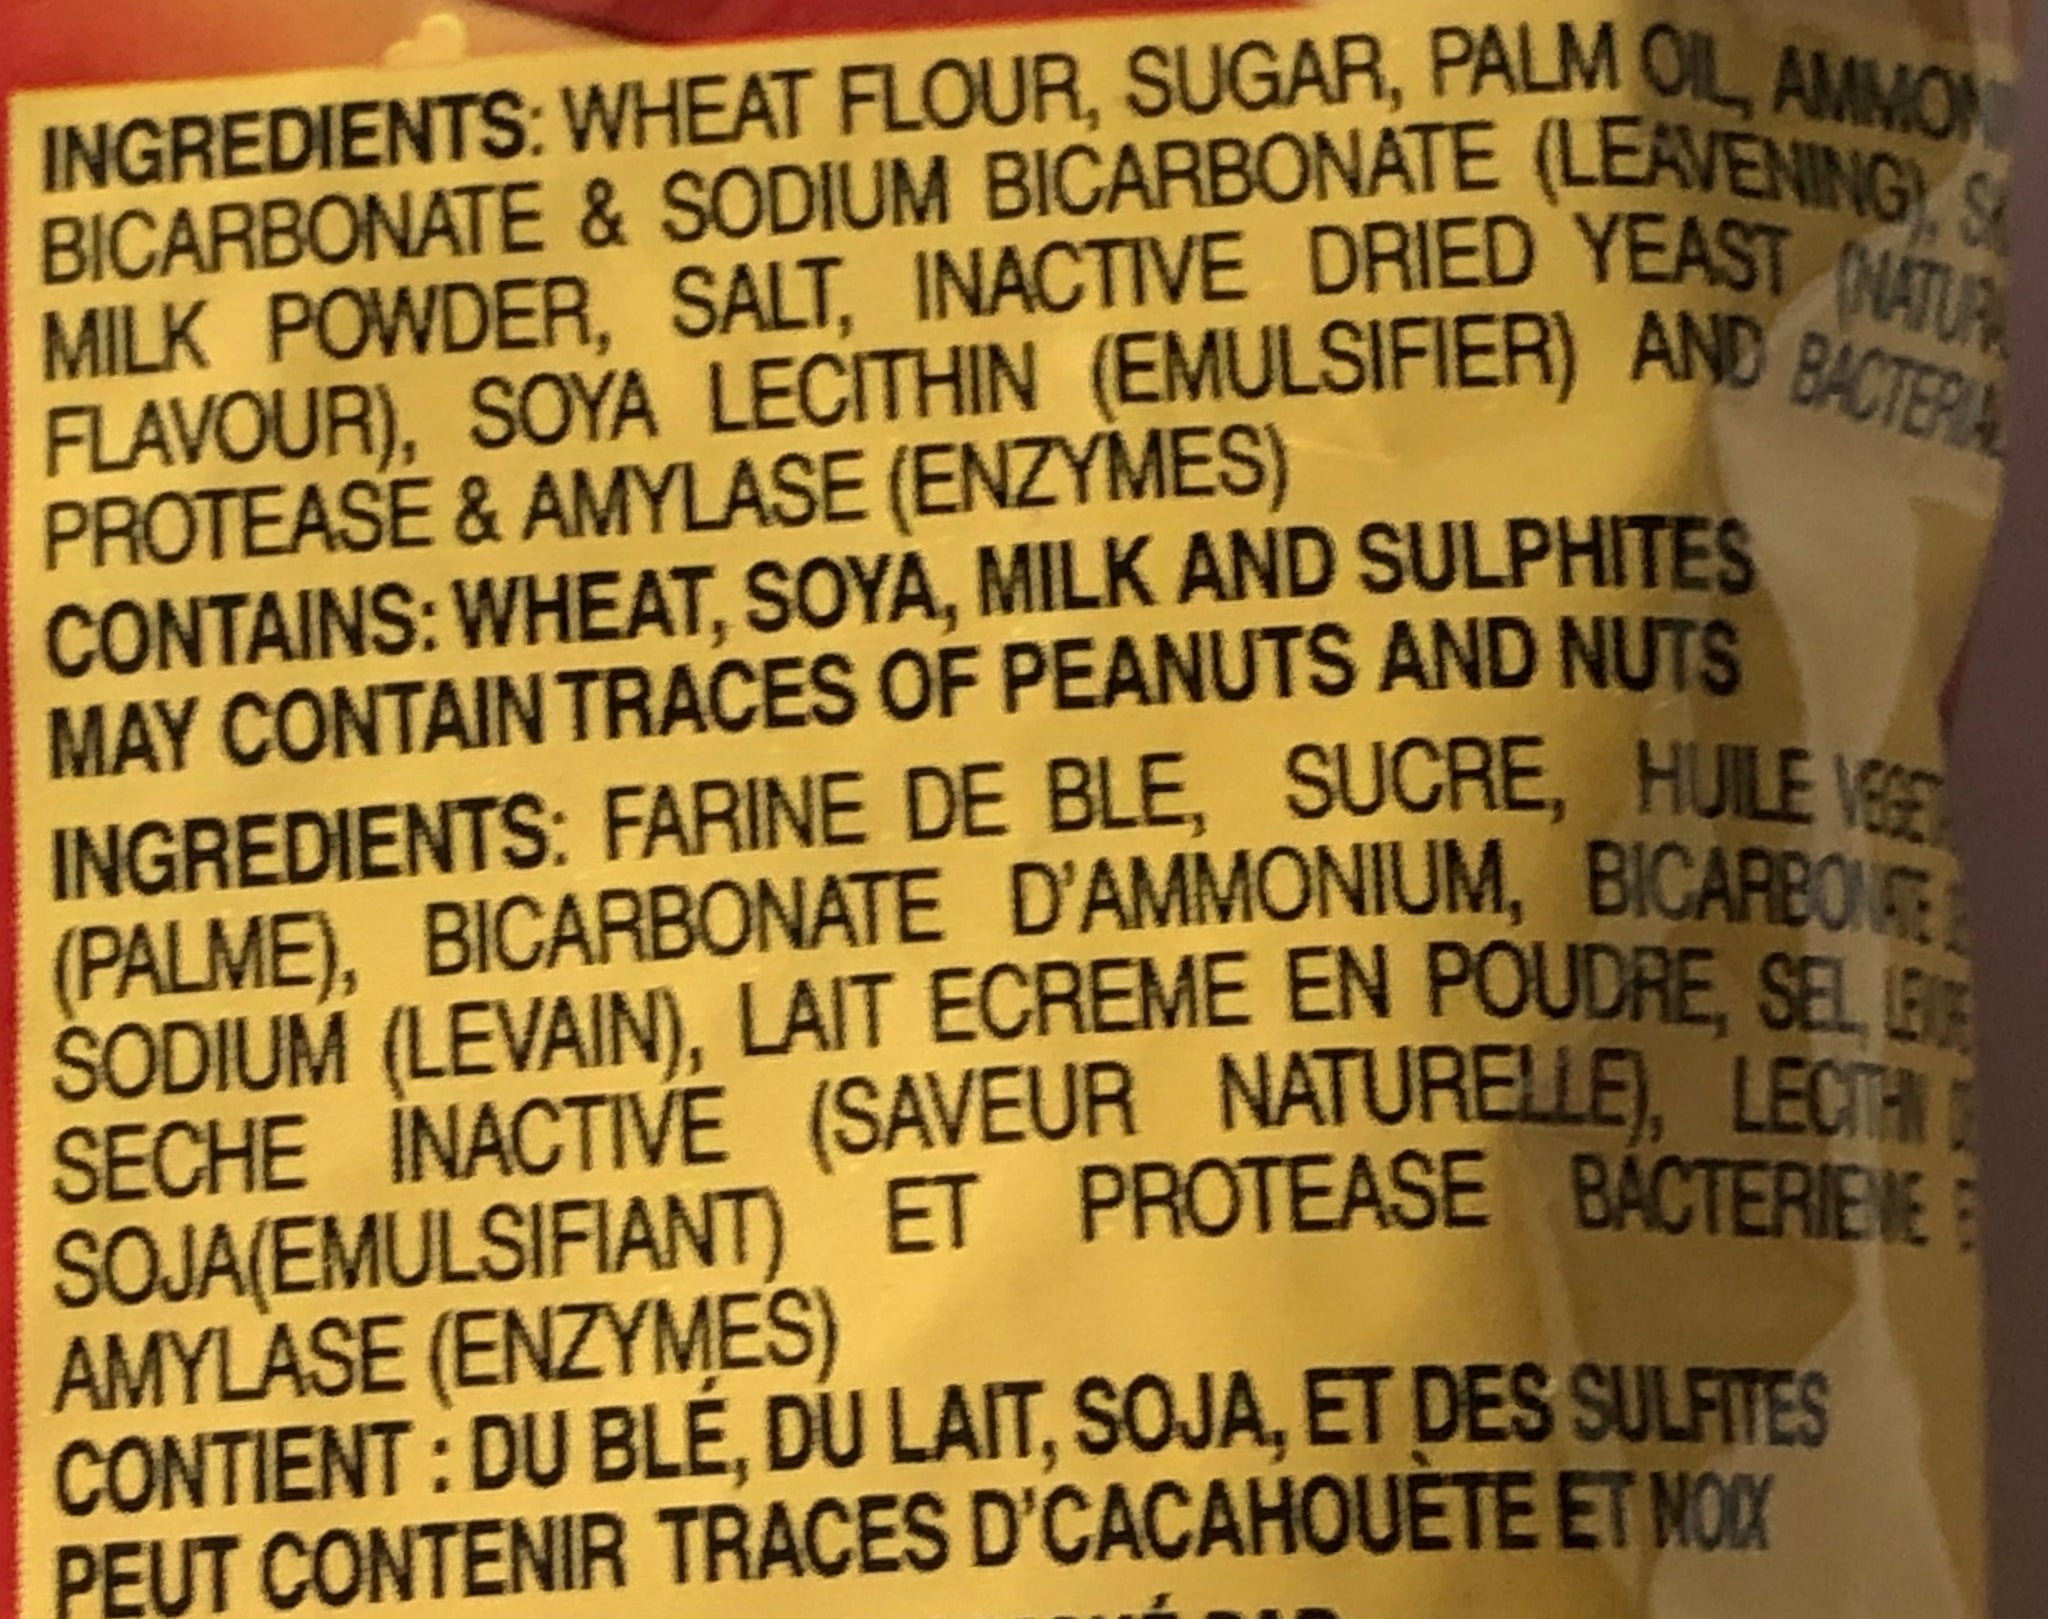 INGREDIENTS: WHEAT FLOUR, SUGAR, PALM OIL,
BICARBONATE & SODIUM BICARBONATE (LEAVENING),
MILK POWDER, SALT, INACTIVE DRIED YEAST
FLAVOUR), SOYA LECITHIN (EMULSIFIER) AND BACTERIAL
PROTEASE & AMYLASE (ENZYMES)
CONTAINS: WHEAT, SOYA, MILK AND SULPHITES
MAY CONTAIN TRACES OF PEANUTS AND NUTS
INGREDIENTS: FARINE DE BLE, SUCRE, HUILE
(PALME), BICARBONATE D'AMMONIUM, BICARBONATE
SODIUM (LEVAIN), LAIT ECREME EN POUDRE, SEL,
SECHE INACTIVE (SAVEUR NATURELLE), LECITHIN
SOJA(EMULSIFIANT) ET PROTEASE
AMYLASE (ENZYMES)
CONTIENT : DU BLÉ, DU LAIT, SOJA, ET DES SULFITES
PEUT CONTENIR TRACES D'CACAHOUÈTE ET NOIX